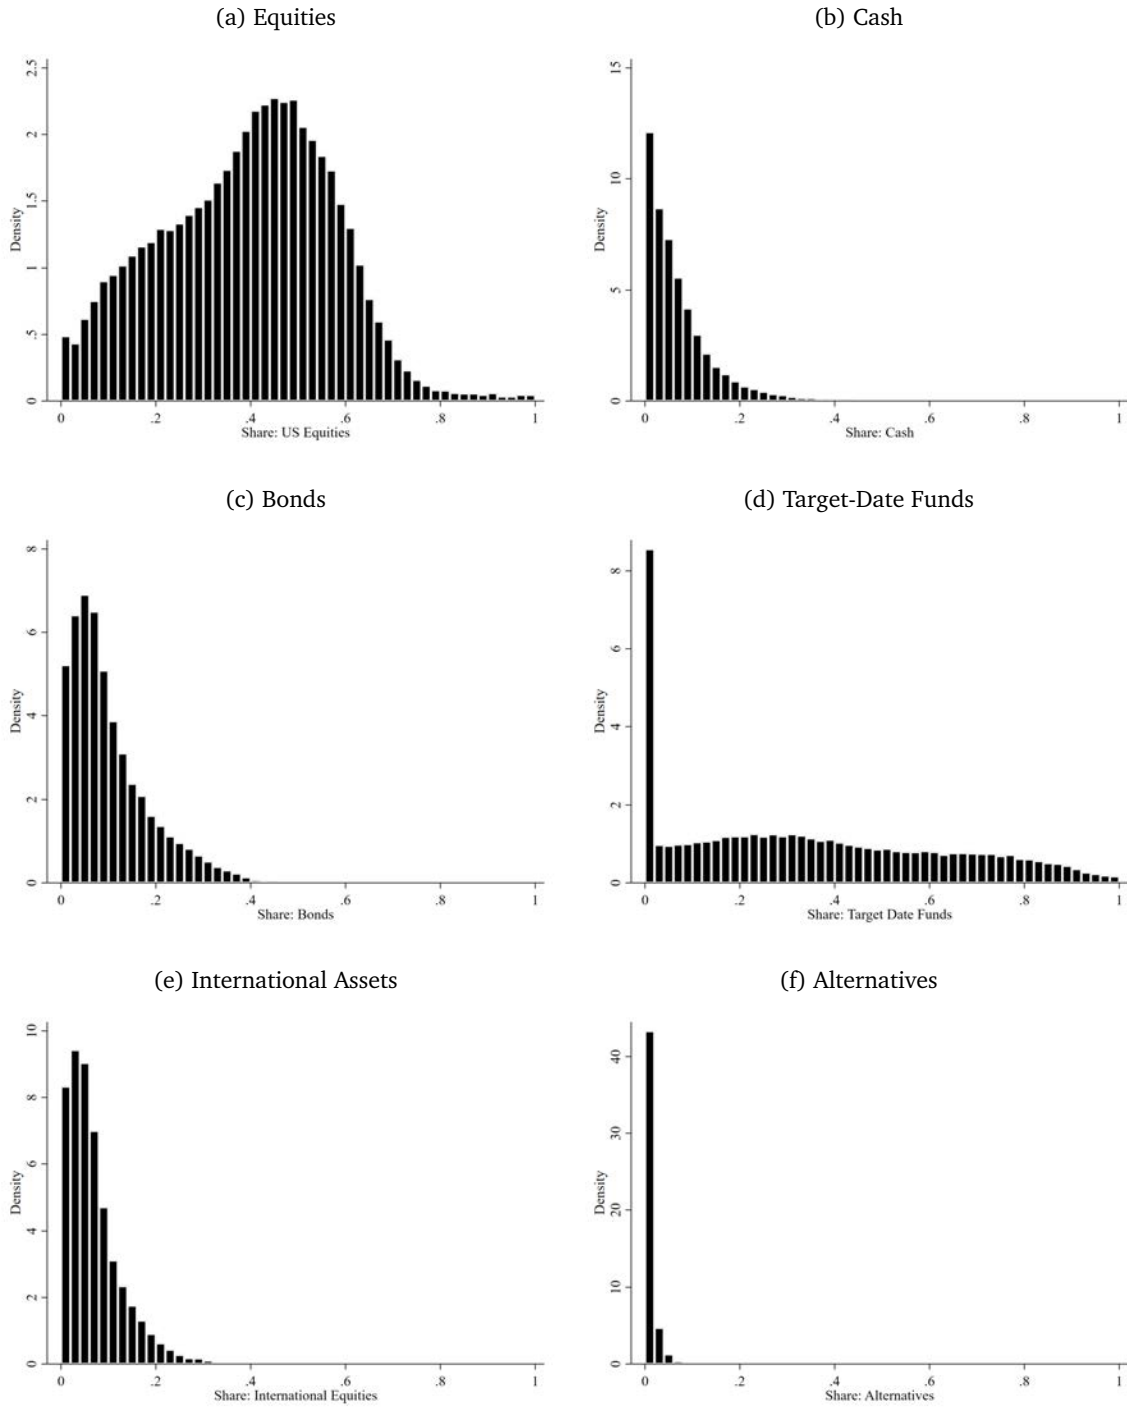 (a) Equities
Density
0 .5 1 1.5 2 2.5
0 .2 .4 .6 .8 1
Share: US Equities
(b) Cash
Density
0 5 10 15
0 .2 .4 .6 .8 1
Share: Cash
(c) Bonds
Density
0 2 4 6 8
0 .2 .4 .6 .8 1
Share: Bonds
(d) Target-Date Funds
Density
0 2 4 6 8
0 .2 .4 .6 .8 1
Share: Target Date Funds
(e) International Assets
Density
0 2 4 6 8 10
0 .2 .4 .6 .8 1
Share: International Equities
(f) Alternatives
Density
0 10 20 30 40
0 .2 .4 .6 .8 1
Share: Alternatives